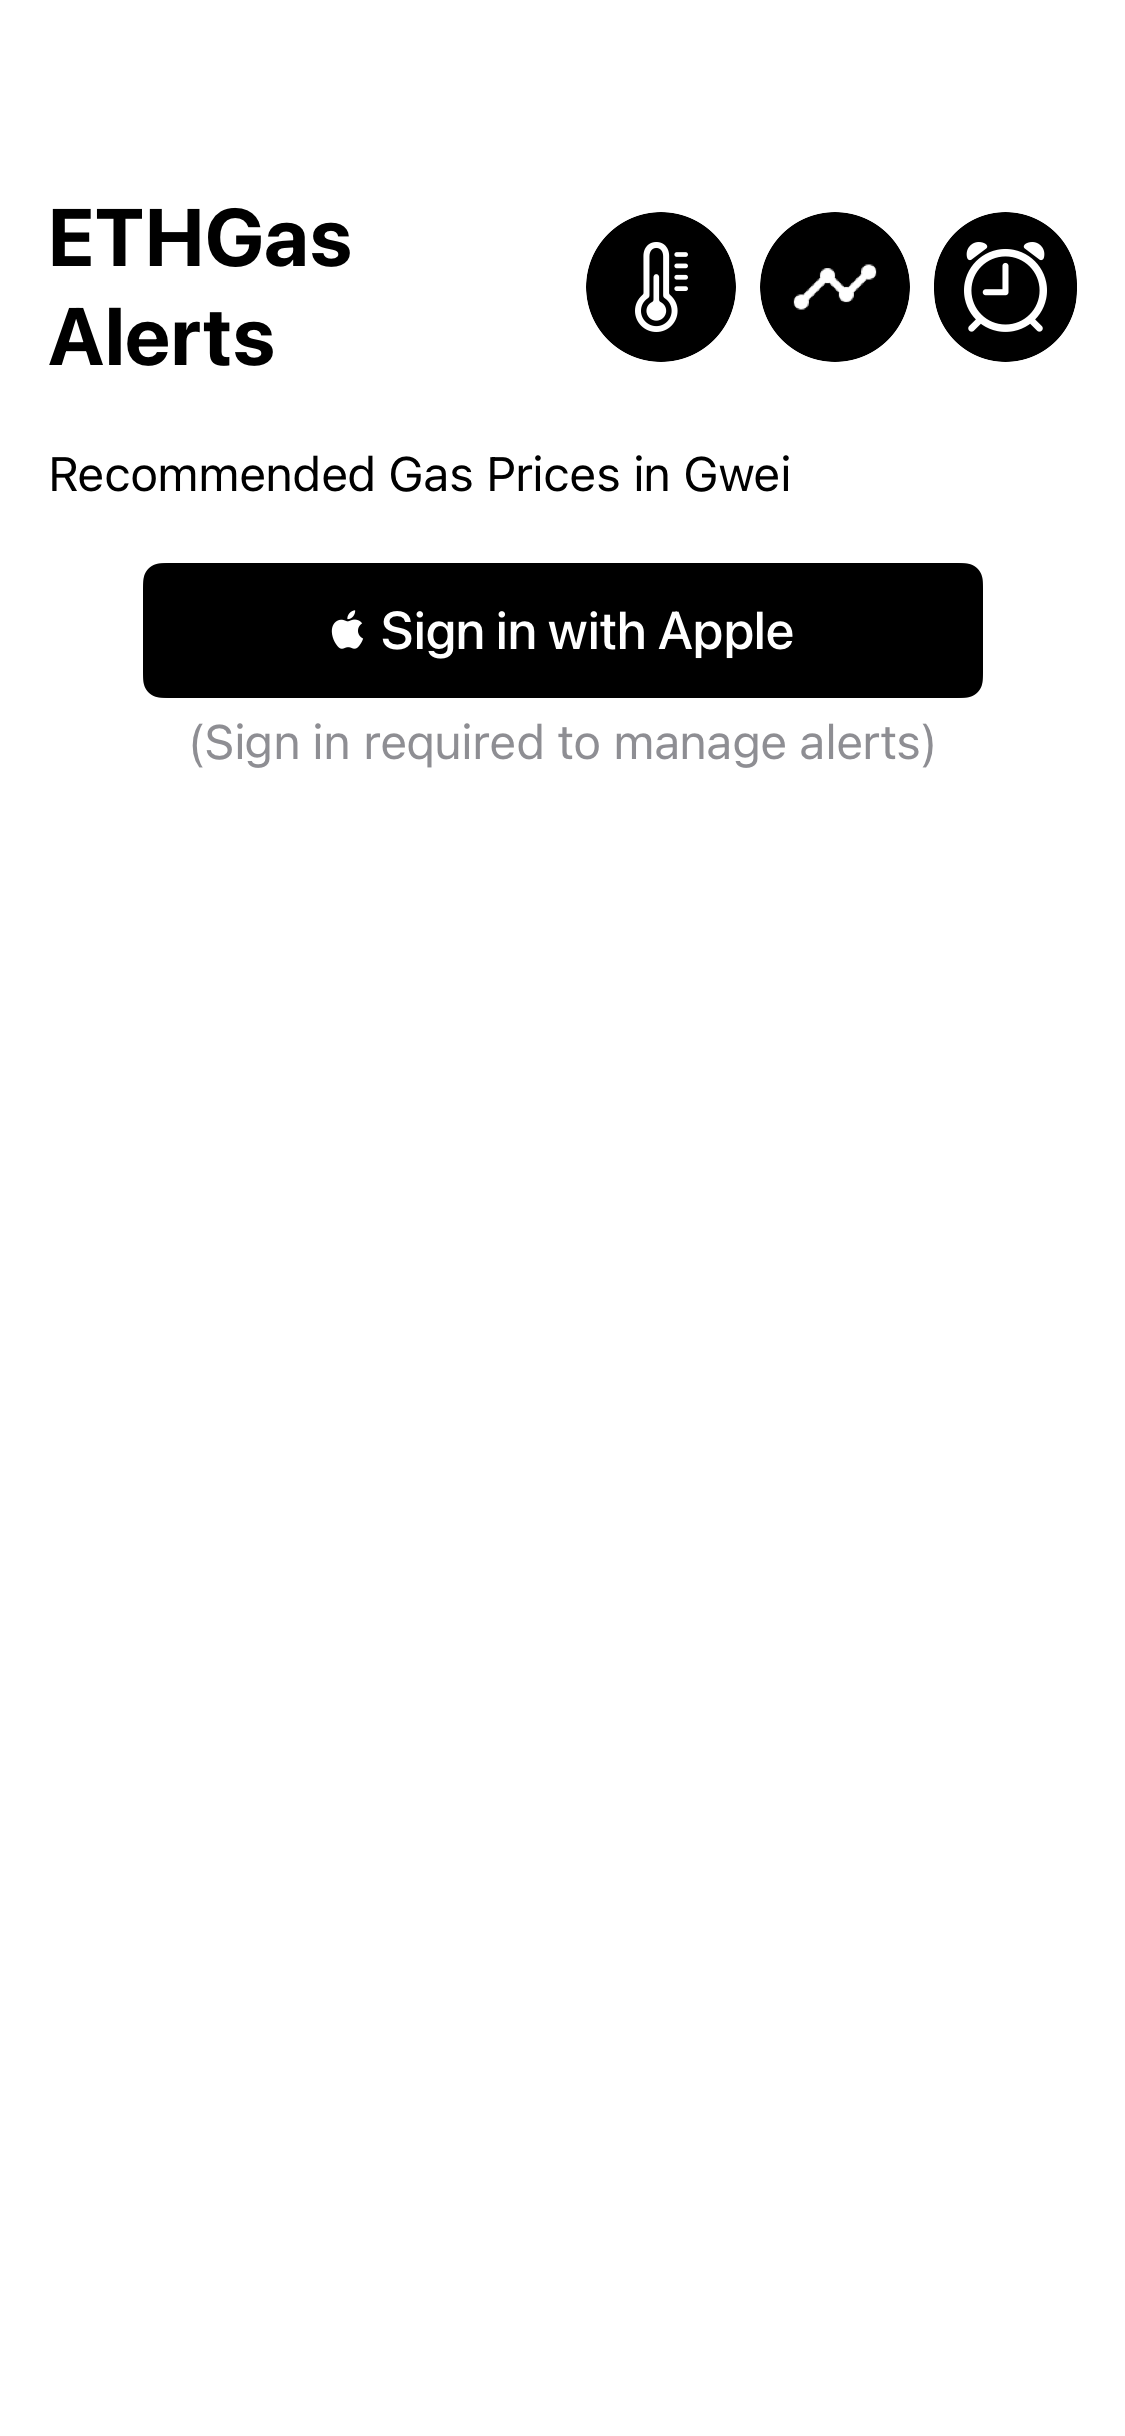 ETHGas
Alerts
Recommended Gas Prices in Gwei
Sign in with Apple
(Sign in required to manage alerts)